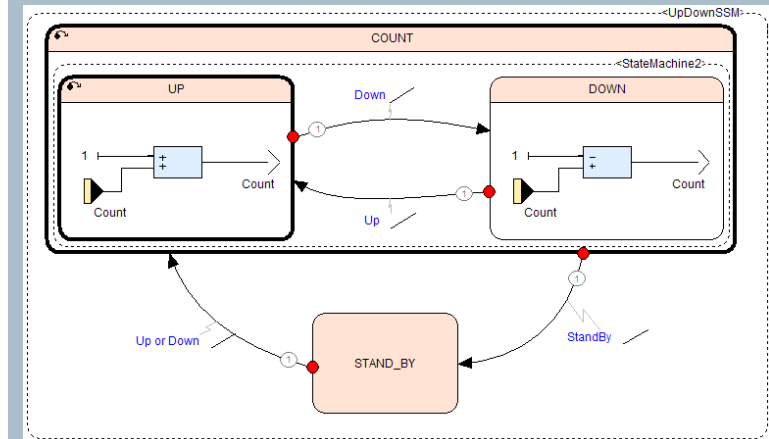 <UpDownSSM>
COUNT
<StateMachine2>
UP
Down
DOWN
1
1
+
+
Count
Count
1
−
+
Count
Count
1
Up
1
Up or Down
StandBy
1
STAND_BY